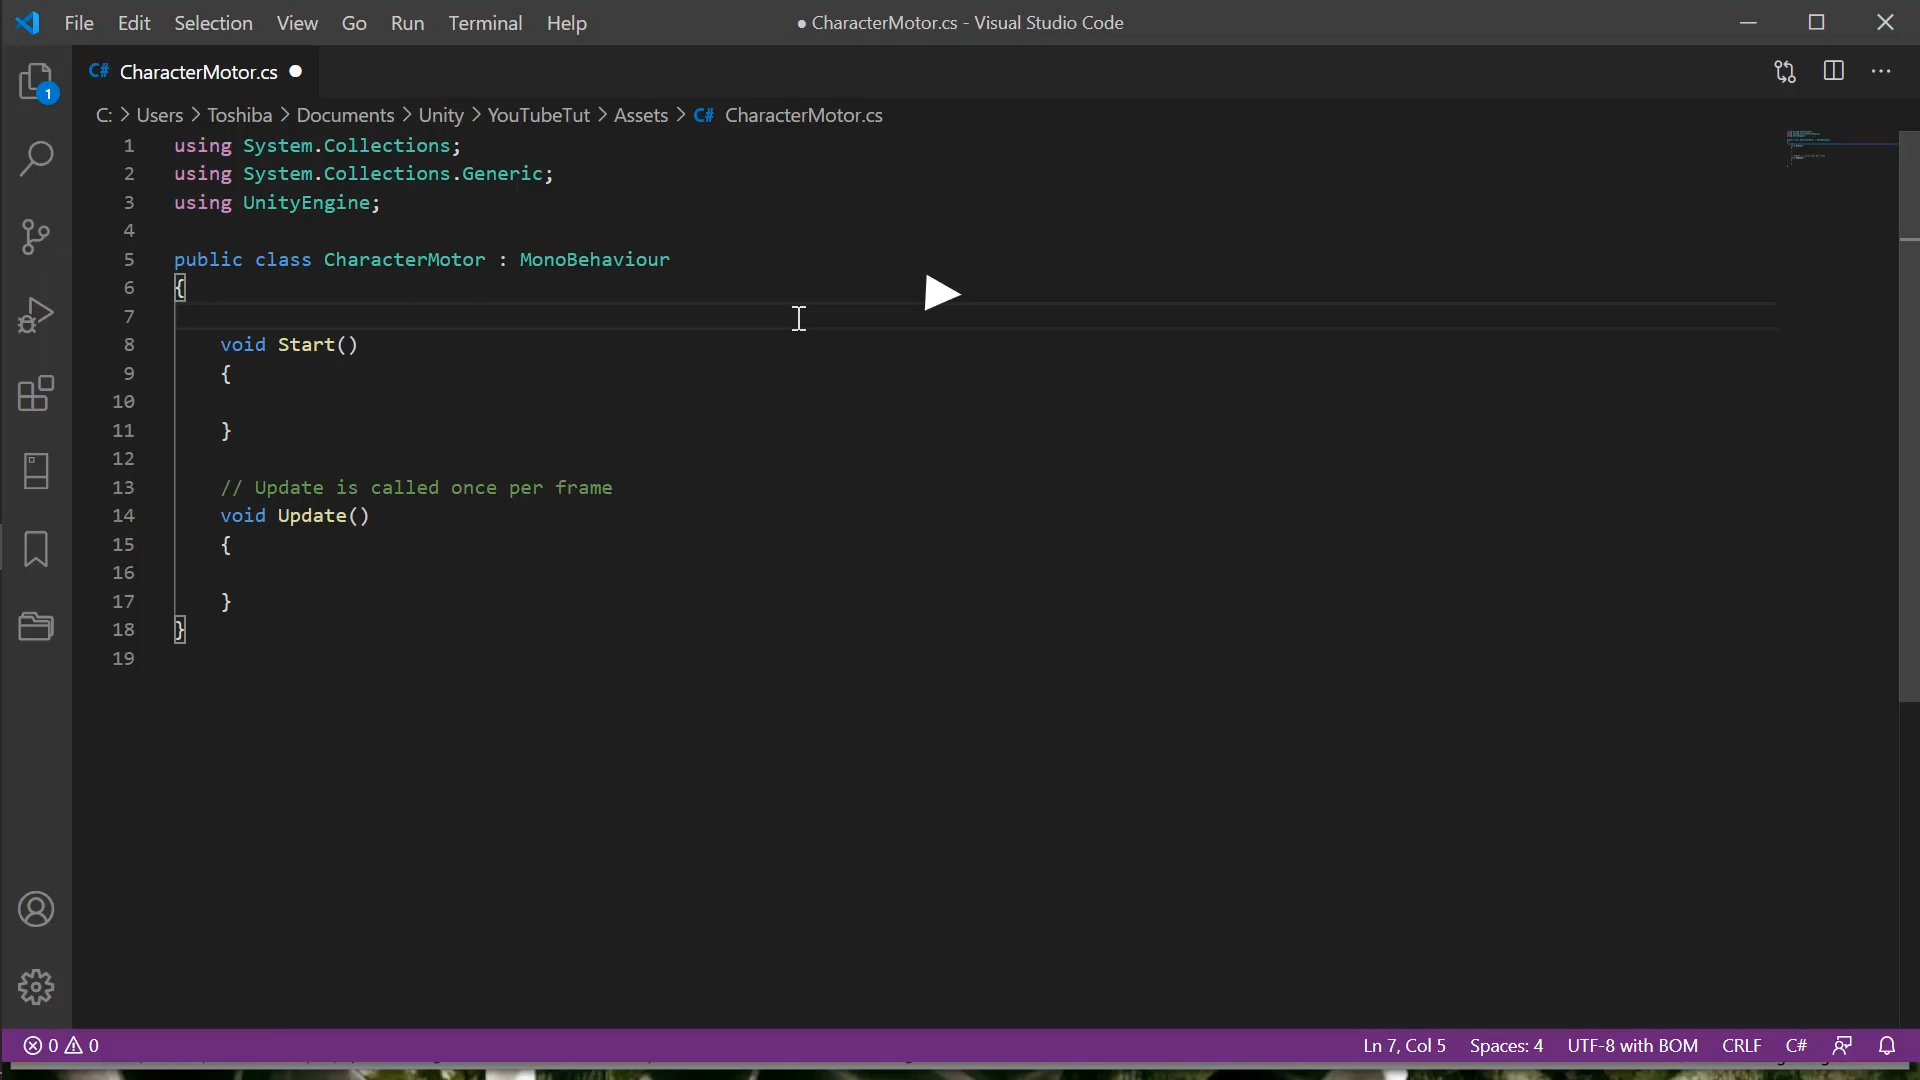 File Edit Selection View Go Run Terminal Help ● CharacterMotor.cs - Visual Studio Code
C# CharacterMotor.cs ●
1
C: > Users > Toshiba > Documents > Unity > YouTubeTut > Assets > C# CharacterMotor.cs
1 using System.Collections;
2 using System.Collections.Generic;
3 using UnityEngine;
4
5 public class CharacterMotor : MonoBehaviour
6 {
7
8 void Start()
9 {
10
11 }
12
13 // Update is called once per frame
14 void Update()
15 {
16
17 }
18 }
19
0 0 Ln 7, Col 5 Spaces: 4 UTF-8 with BOM CRLF C#